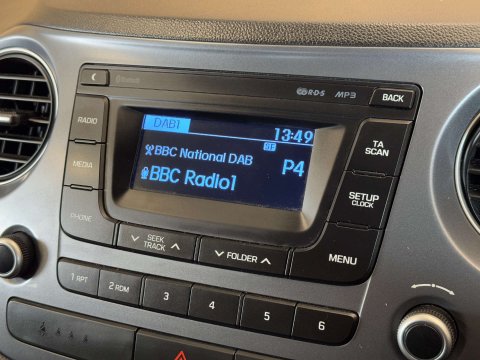 Bluetooth
R·D·S
MP3
BACK
RADIO
MEDIA
PHONE
DAB1
13:49
BBC National DAB
BBC Radio1
P4
TA
SCAN
SETUP
CLOCK
MENU
SEEK
TRACK
FOLDER
1 RPT
2 RDM
3
4
5
6